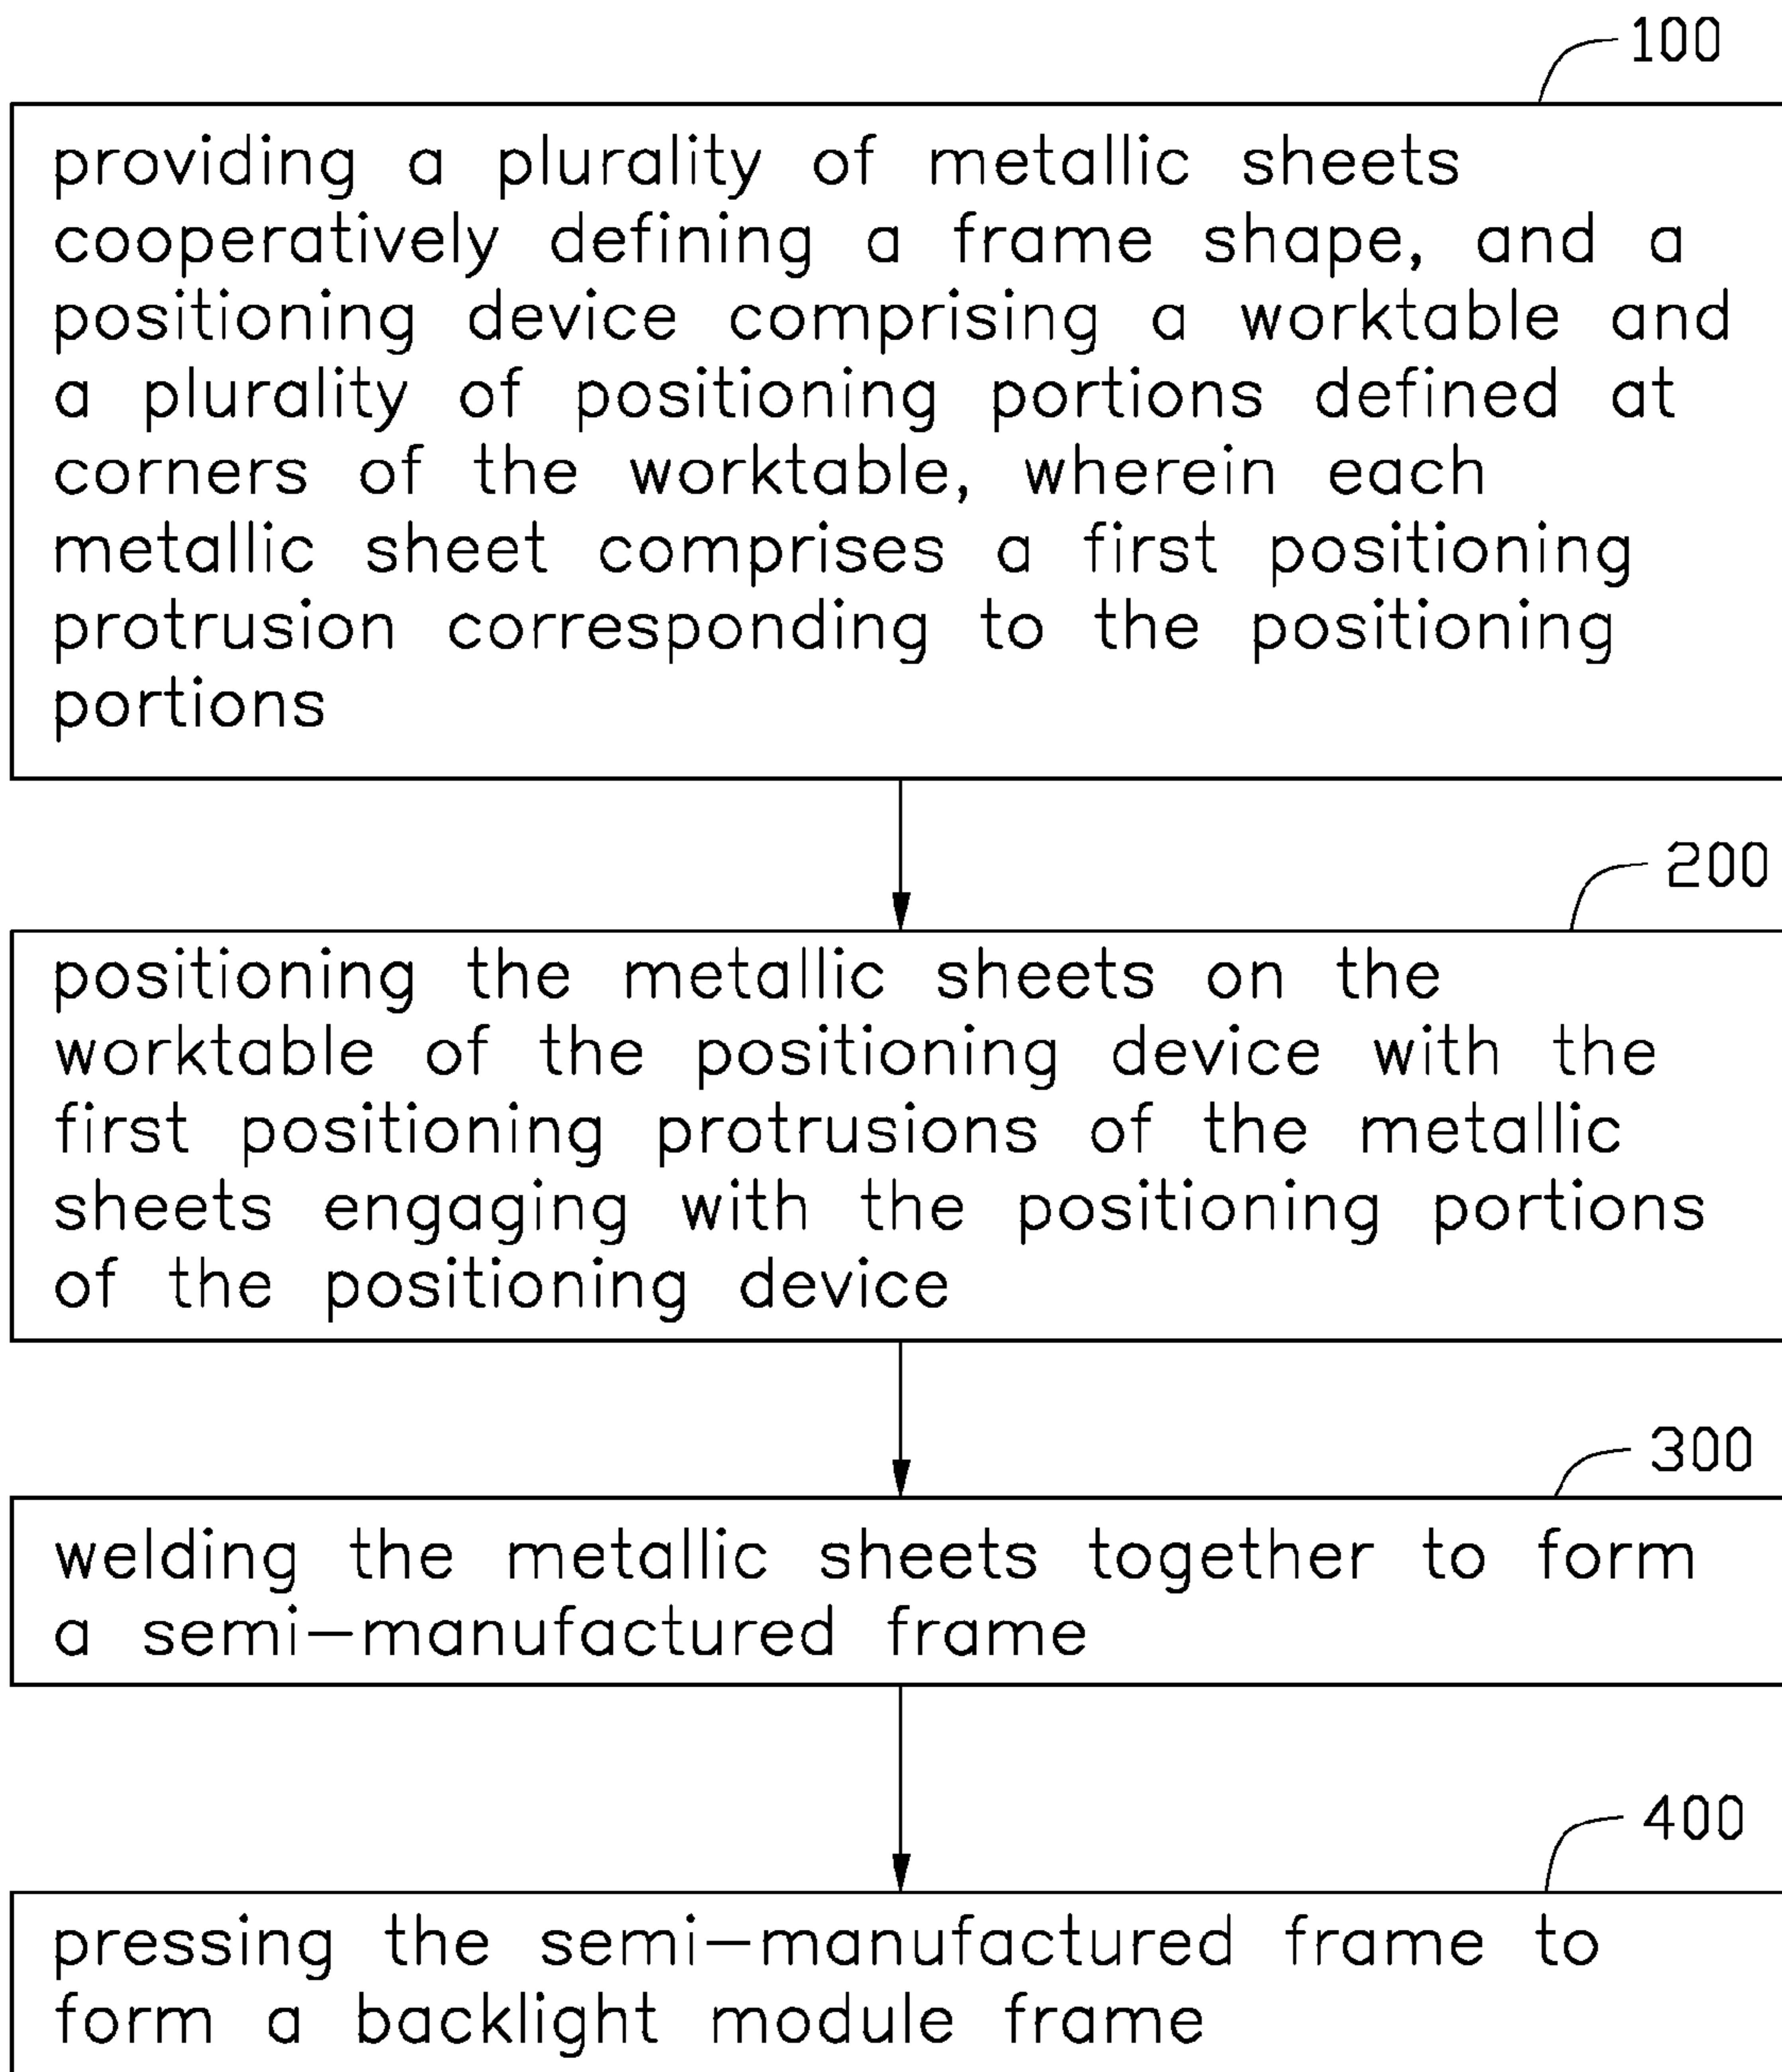 100
providing a plurality of metallic sheets
cooperatively defining a frame shape, and a
positioning device comprising a worktable and
a plurality of positioning portions defined at
corners of the worktable, wherein each
metallic sheet comprises a first positioning
protrusion corresponding to the positioning
portions
200
positioning the metallic sheets on the
worktable of the positioning device with the
first positioning protrusions of the metallic
sheets engaging with the positioning portions
of the positioning device
300
welding the metallic sheets together to form
a semi-manufactured frame
400
pressing the semi-manufactured frame to
form a backlight module frame